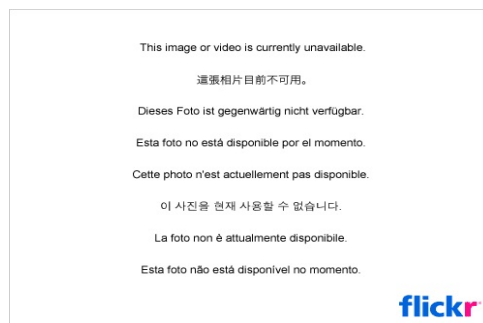 This image or video is currently unavailable.
這張相片目前不可用。
Dieses Foto ist gegenwärtig nicht verfügbar.
Esta foto no está disponible por el momento.
Cette photo n'est actuellement pas disponible.
이 사진을 현재 사용할 수 없습니다.
La foto non è attualmente disponibile.
Esta foto não está disponível no momento.
flickr